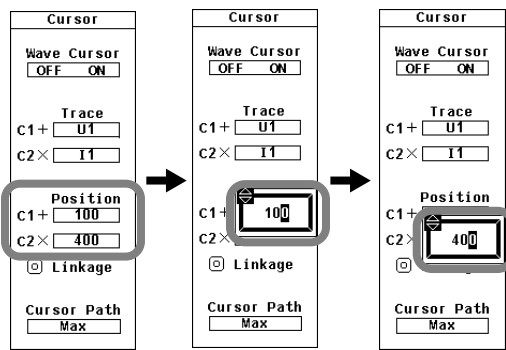 Cursor
Wave Cursor
OFF ON
Trace
C1+ U1
C2× I1
Position
C1+ 100
C2× 400
Linkage
Cursor Path
Max
Cursor
Wave Cursor
OFF ON
Trace
C1+ U1
C2× I1
C1+ 100
C2×
Linkage
Cursor Path
Max
Cursor
Wave Cursor
OFF ON
Trace
C1+ U1
C2× I1
Position
C1+
C2× 400
Cursor Path
Max